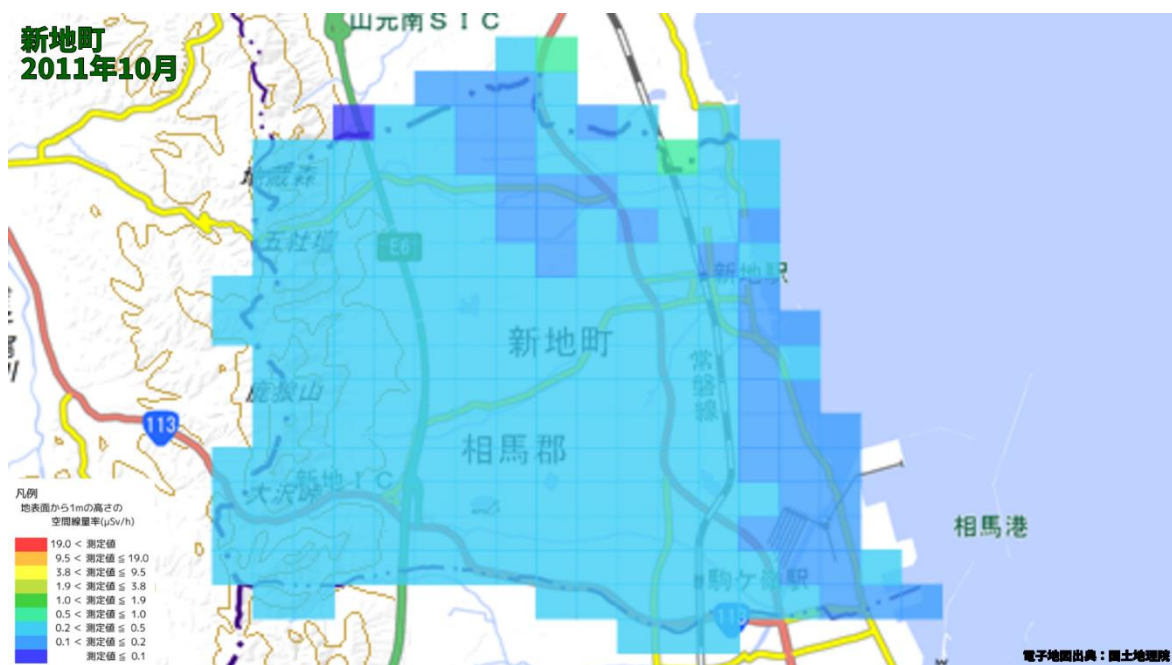 新地町
2011年10月
山元南SIC
地蔵森
五社壇
E6
新地駅
新地町
常磐線
鹿狼山
113
相馬郡
新地IC
大沢峠
相馬港
駒ケ嶺駅
113
凡例
地表面から1mの高さの
空間線量率(μSv/h)
19.0 < 測定値
9.5 < 測定値 ≤ 19.0
3.8 < 測定値 ≤ 9.5
1.9 < 測定値 ≤ 3.8
1.0 < 測定値 ≤ 1.9
0.5 < 測定値 ≤ 1.0
0.2 < 測定値 ≤ 0.5
0.1 < 測定値 ≤ 0.2
測定値 ≤ 0.1
電子地図出典：国土地理院